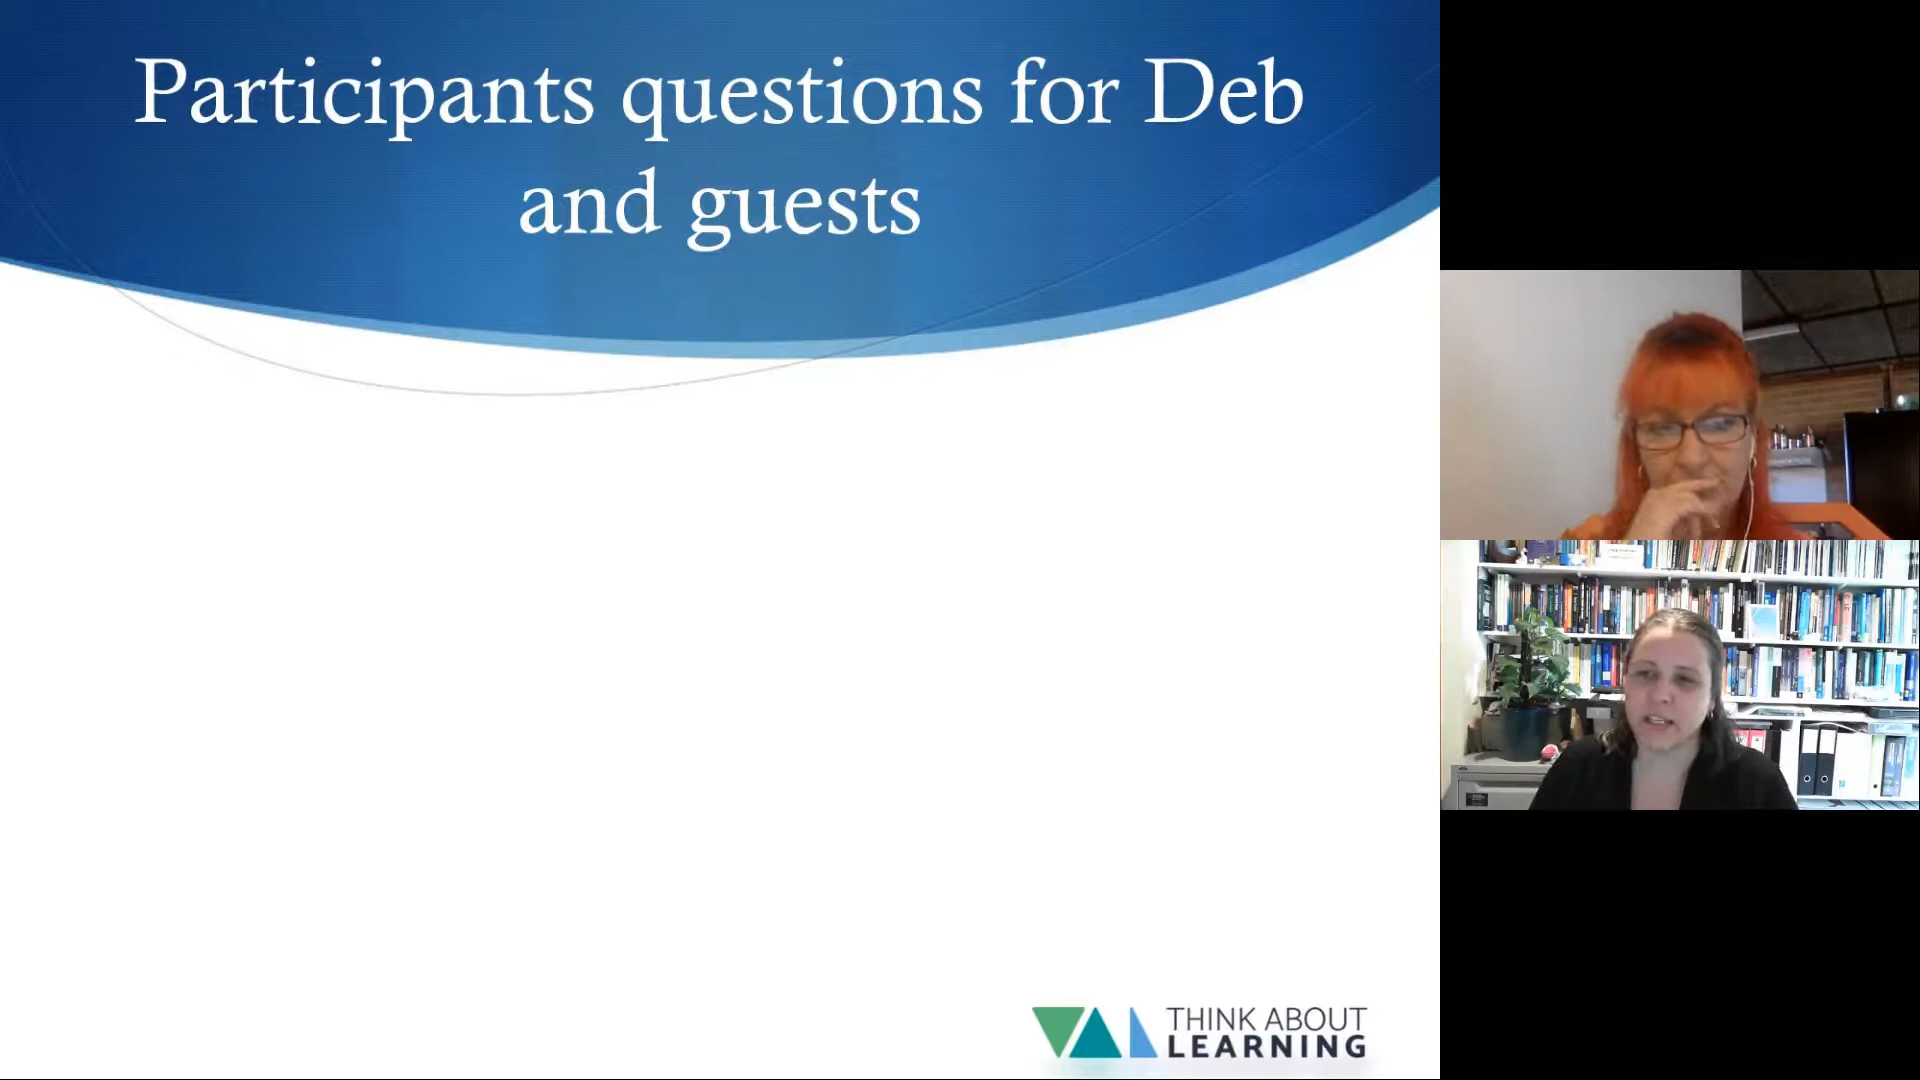 Participants questions for Deb
and guests
THINK ABOUT
LEARNING